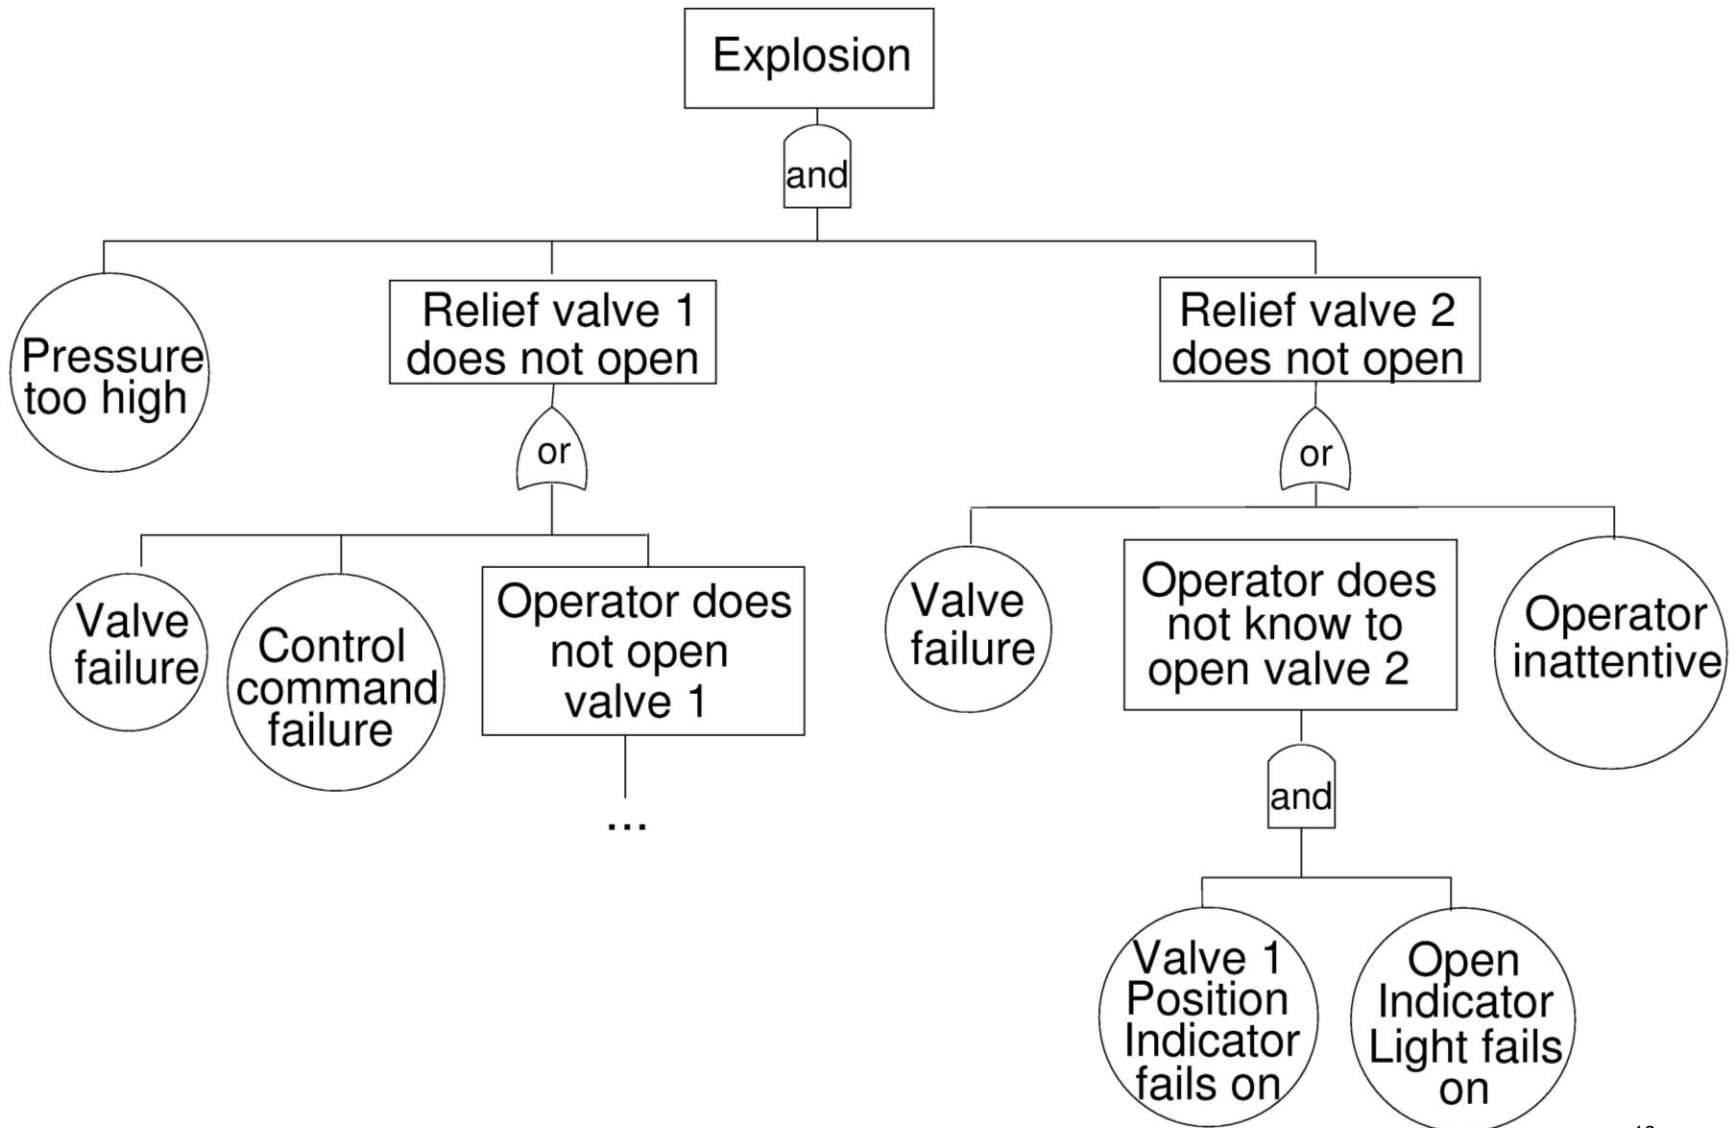 Explosion
and
Pressure
too high
Relief valve 1
does not open
Relief valve 2
does not open
or
or
Valve
failure
Control
command
failure
Operator does
not open
valve 1
...
Valve
failure
Operator does
not know to
open valve 2
Operator
inattentive
and
Valve 1
Position
Indicator
fails on
Open
Indicator
Light fails
on